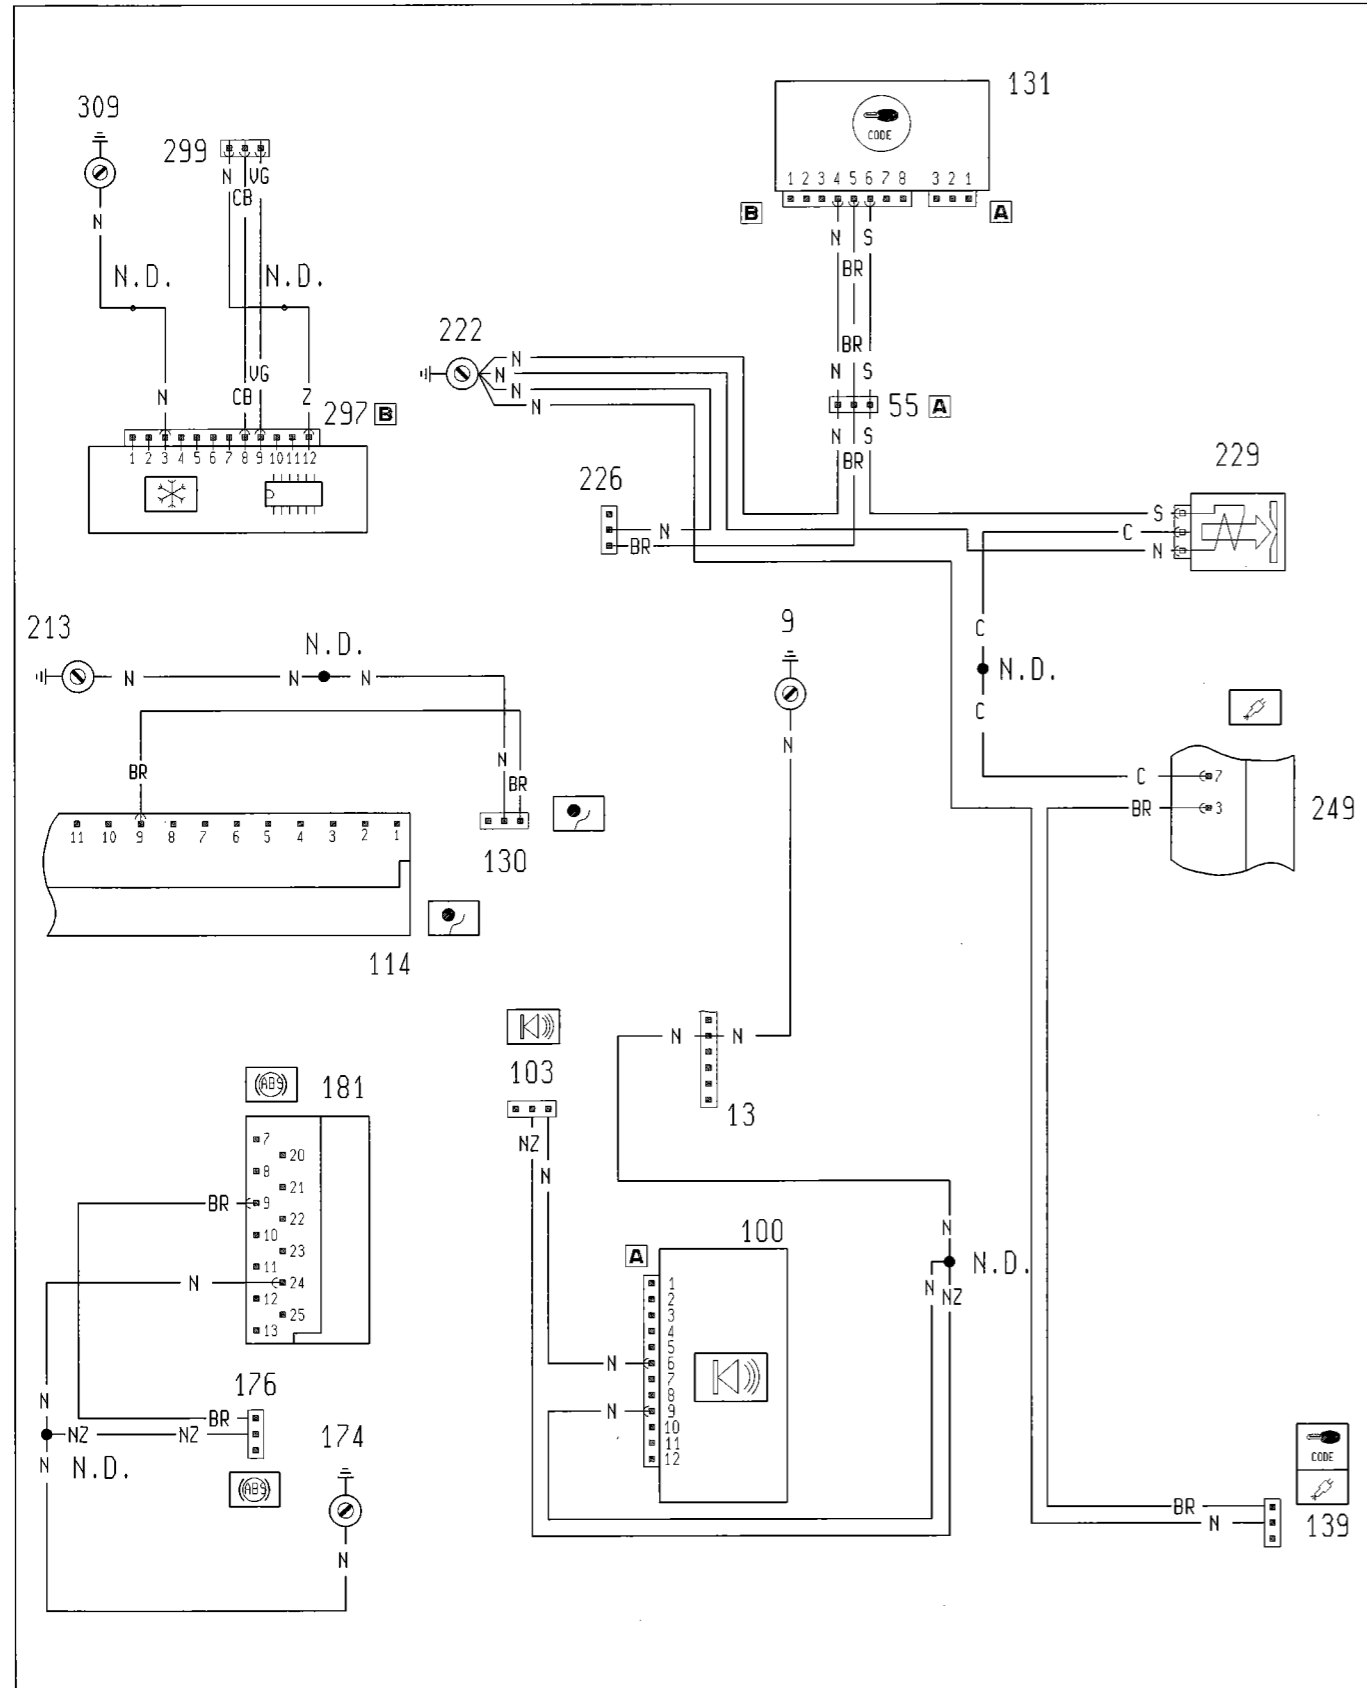 309
299
N VG
CB
N
N.D.
N.D.
VG
N CB Z
297 B
1 2 3 4 5 6 7 8 9 10 11 12
131
CODE
1 2 3 4 5 6 7 8 3 2 1
B A
N S
BR
BR
N S
55 A
N S
BR
222
N
N
N
N
226
N
BR
229
S
C
N
C
N.D.
C
C 7
BR 3
249
213
N.D.
N N N
BR
N
BR
11 10 9 8 7 6 5 4 3 2 1
130
114
9
N
N N
13
103
NZ
N
181
ABS
7
20
8
21
BR 9
22
10
23
11
N 24
12
25
13
176
BR
N
NZ NZ
N N.D.
ABS
174
N
100
A
1
2
3
4
5
N 6
7
8
N 9
10
11
12
N
N.D.
N NZ
CODE
BR
N
139